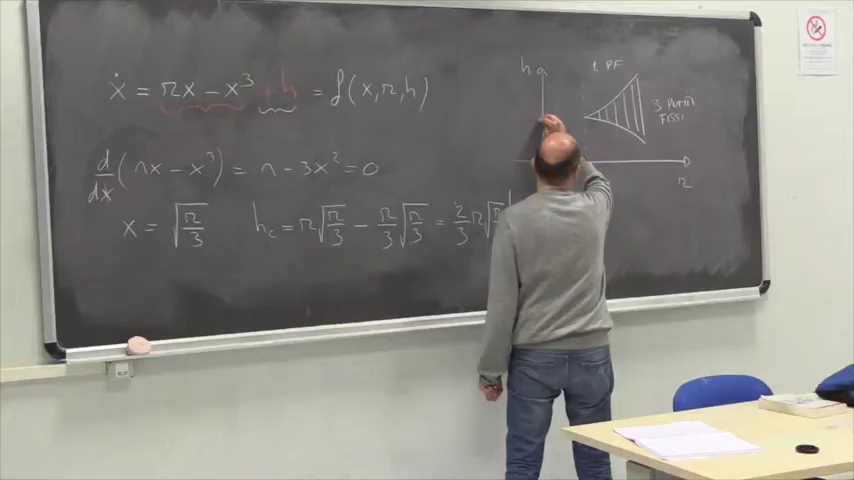 ẋ = rx − x³ + h = f(x, r, h)
d/dx (rx − x³) = r − 3x² = 0
x = √(r/3) h_c = r√(r/3) − r/3 √(r/3) = 2/3 r√
h
1 PF
3 PUNTI
FISSI
r